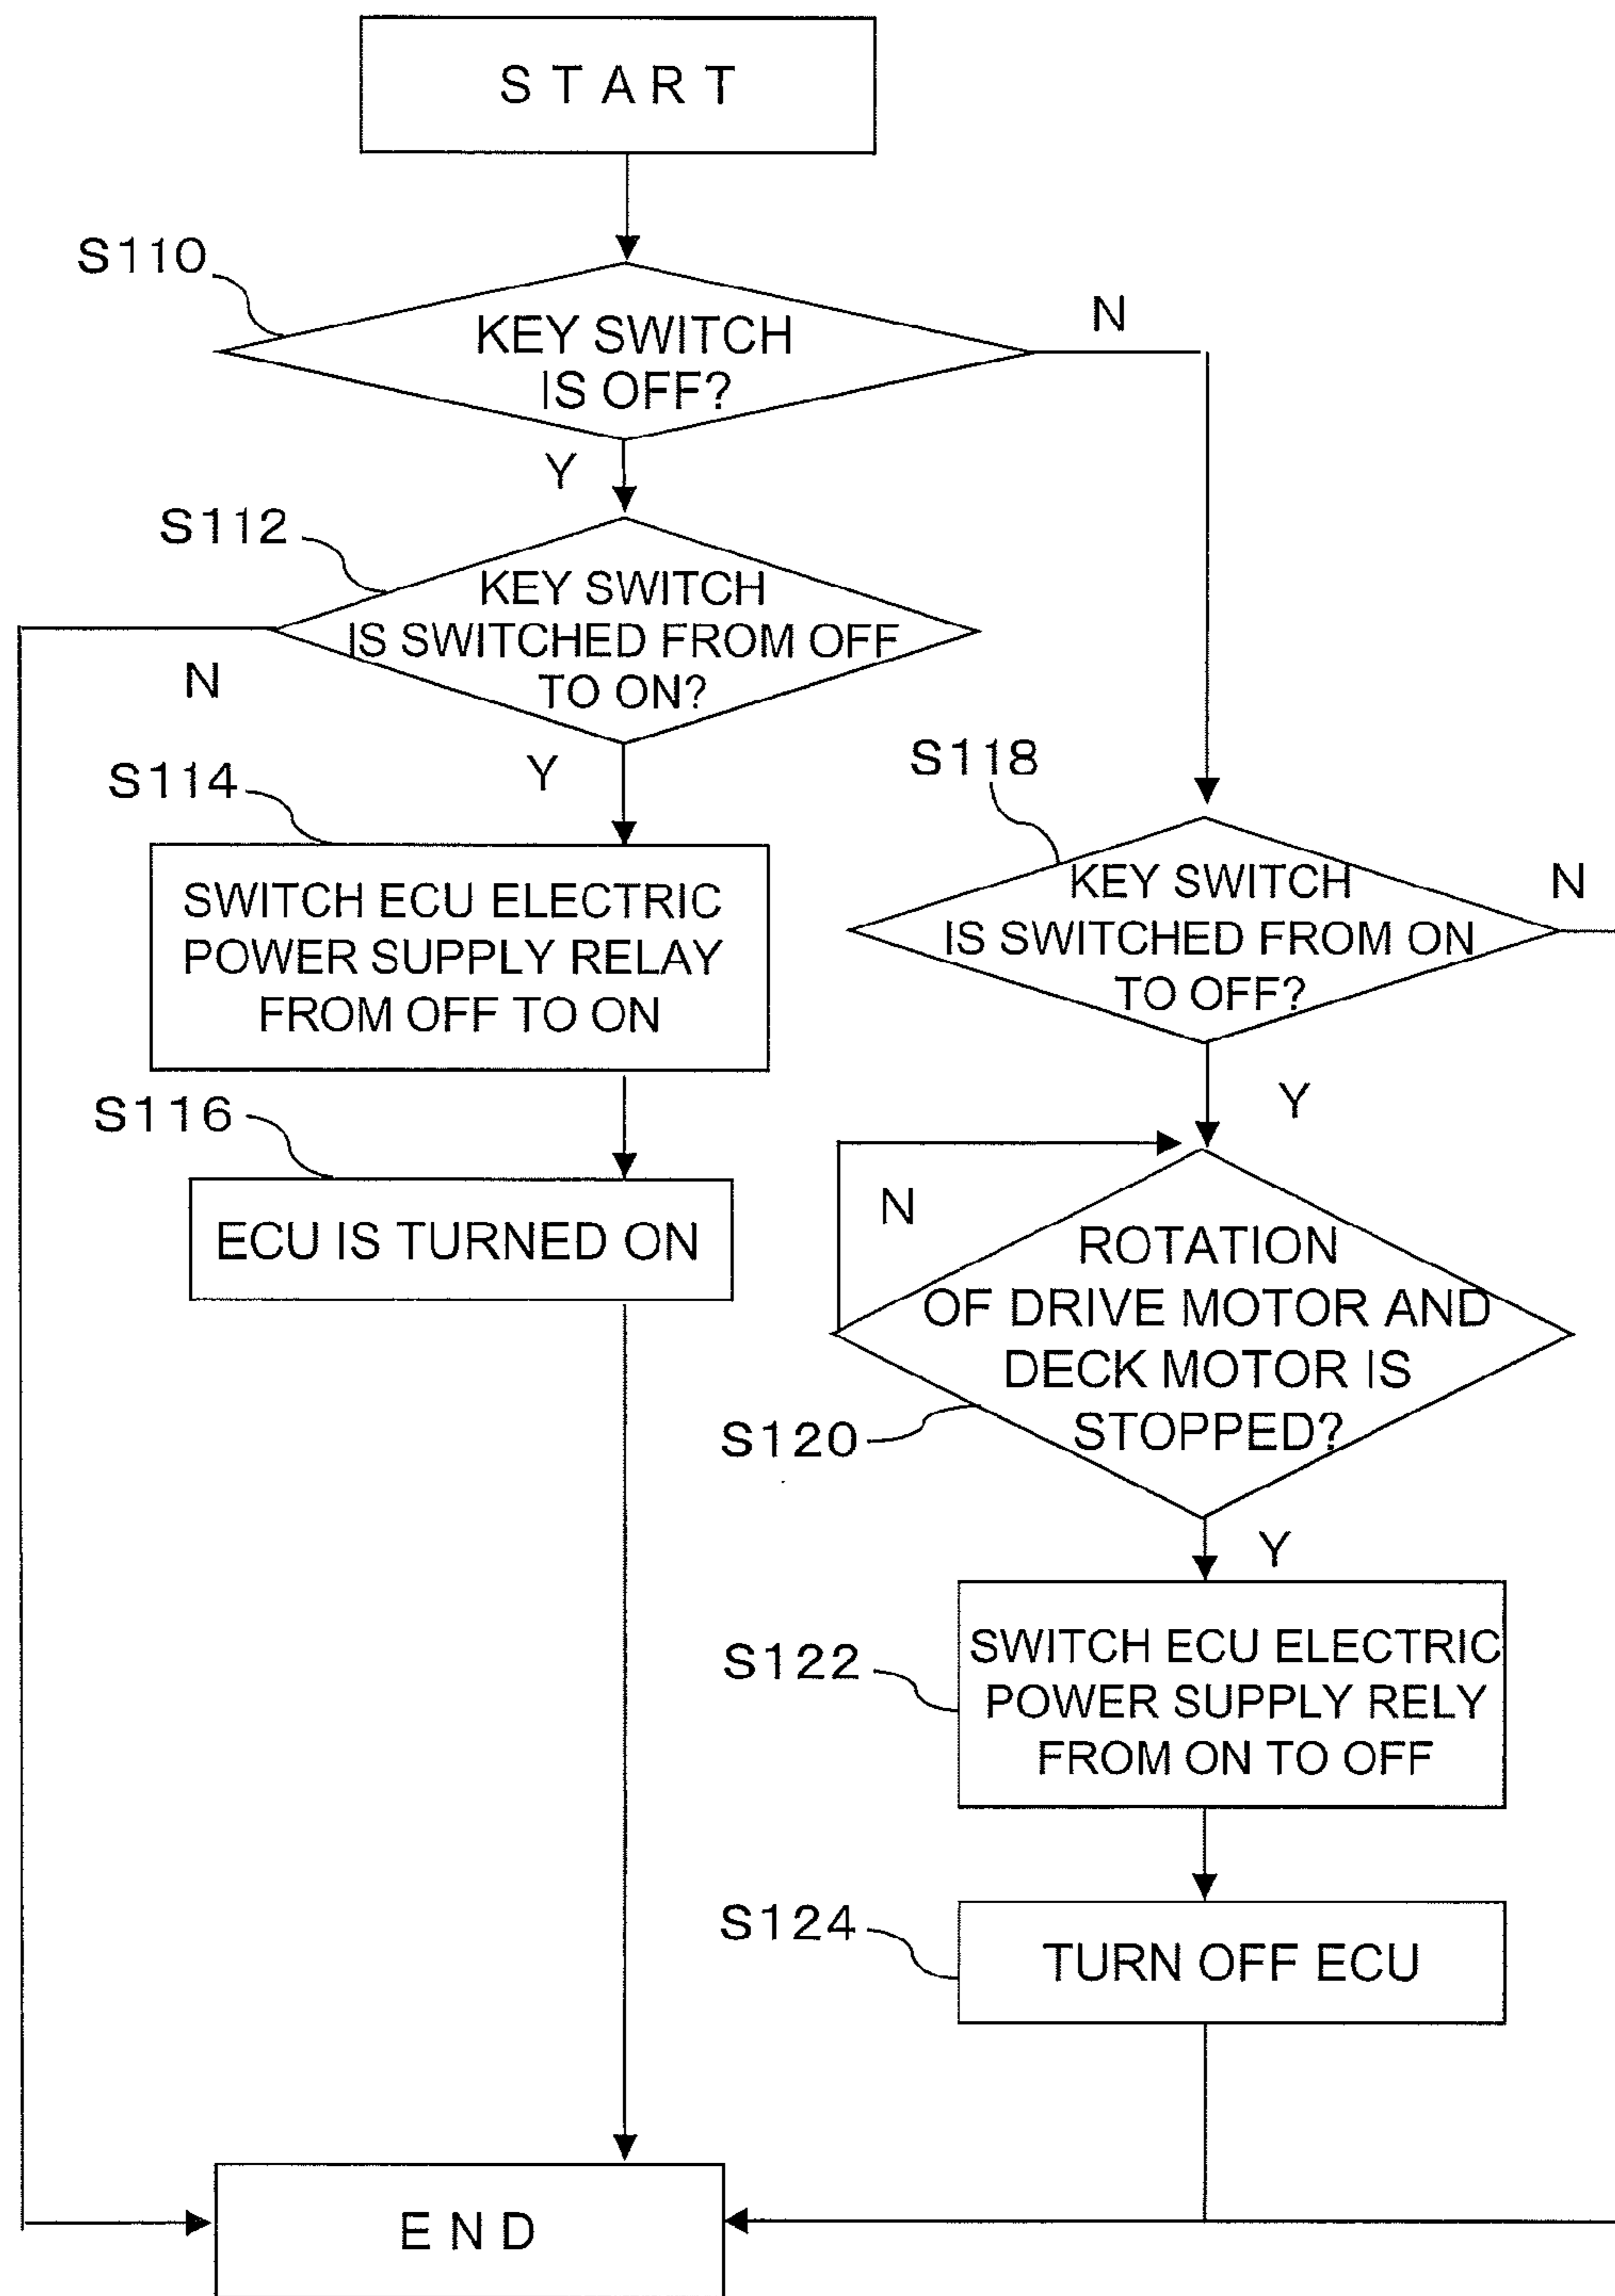 START
S110
N
KEY SWITCH
IS OFF?
Y
S112
KEY SWITCH
IS SWITCHED FROM OFF
TO ON?
N
Y
S114
SWITCH ECU ELECTRIC
POWER SUPPLY RELAY
FROM OFF TO ON
S116
ECU IS TURNED ON
S118
KEY SWITCH
IS SWITCHED FROM ON
TO OFF?
N
Y
N
ROTATION
OF DRIVE MOTOR AND
DECK MOTOR IS
STOPPED?
S120
Y
S122
SWITCH ECU ELECTRIC
POWER SUPPLY RELY
FROM ON TO OFF
S124
TURN OFF ECU
END